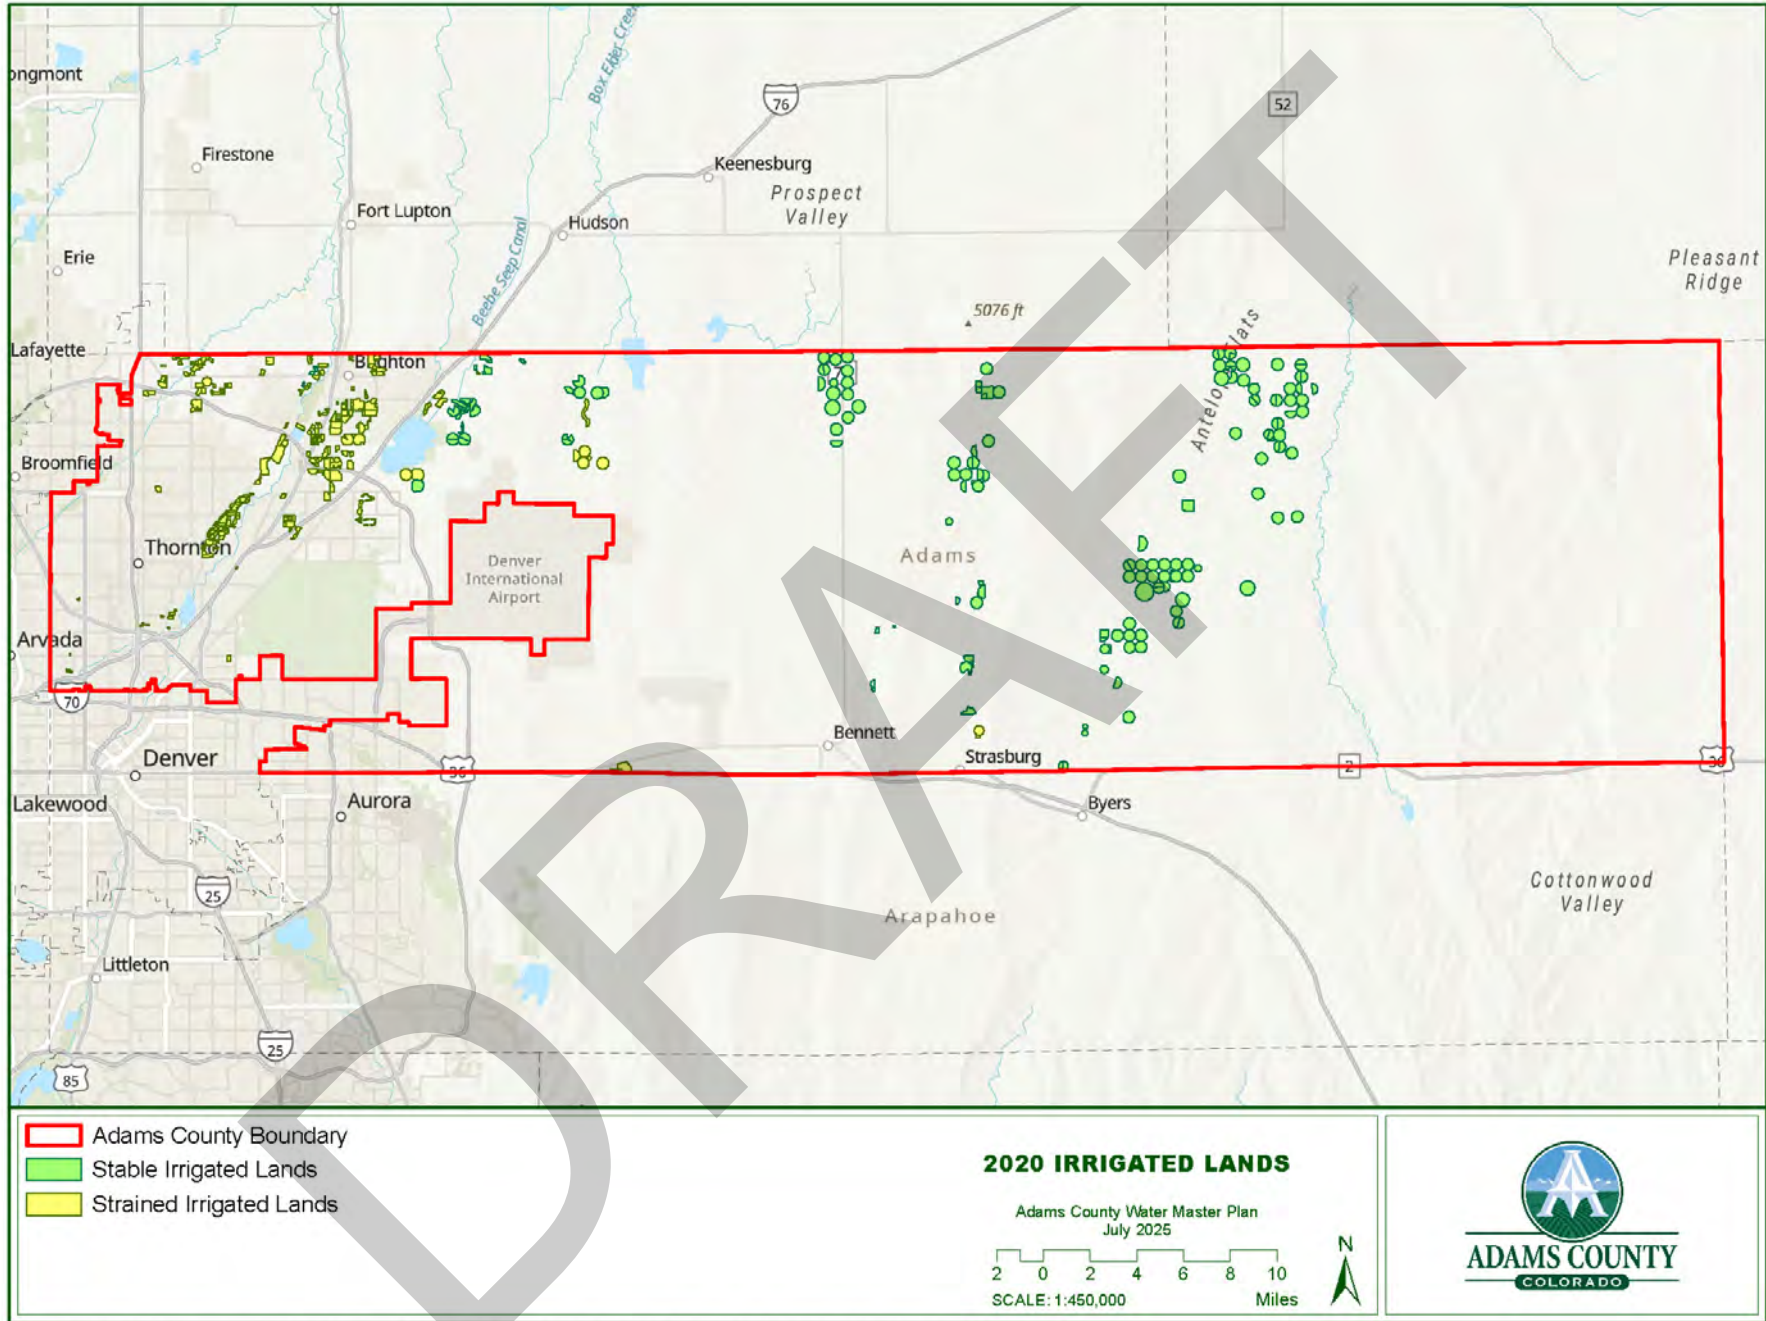 ongmont
Firestone
Fort Lupton
Erie
Lafayette
Brighton
Box Elder Creek
Beebe Seep Canal
76
Keenesburg
Prospect
Valley
Hudson
52
Pleasant
Ridge
5076 ft
Broomfield
Thornton
Arvada
Denver
International
Airport
Adams
70
Denver
Lakewood
Aurora
36
Bennett
Strasburg
Byers
2
36
25
Littleton
Arapahoe
Cottonwood
Valley
25
85
DRAFT
Adams County Boundary
Stable Irrigated Lands
Strained Irrigated Lands
2020 IRRIGATED LANDS
Adams County Water Master Plan
July 2025
2 0 2 4 6 8 10
SCALE: 1:450,000 Miles
N
ADAMS COUNTY
COLORADO